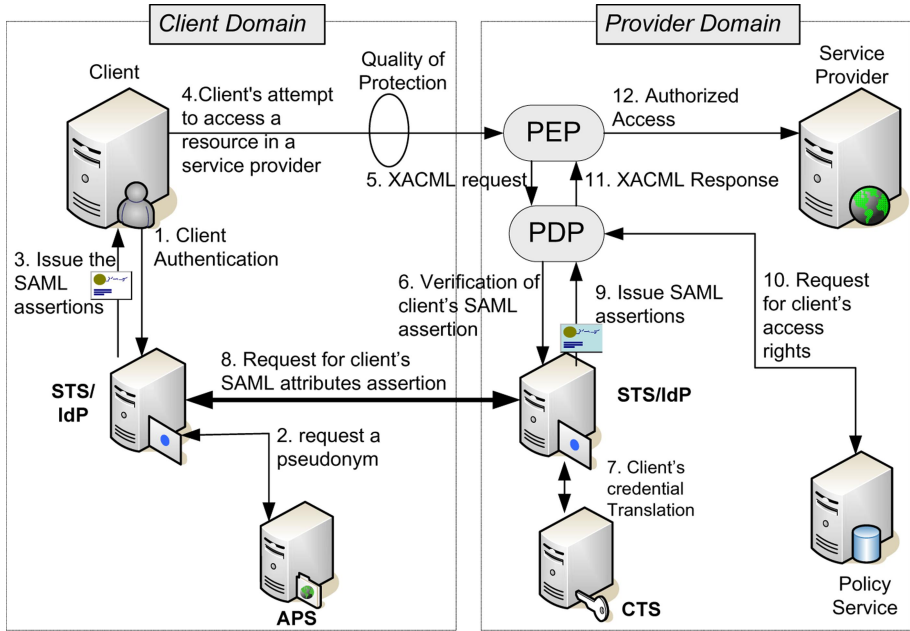 Client Domain
Provider Domain
Client
4.Client's attempt
to access a
resource in a
service provider
Quality of
Protection
PEP
12. Authorized
Access
Service
Provider
5. XACML request
11. XACML Response
PDP
1. Client
Authentication
3. Issue the
SAML
assertions
6. Verification of
client's SAML
assertion
9. Issue SAML
assertions
10. Request
for client's
access
rights
8. Request for client's
SAML attributes assertion
STS/
IdP
STS/IdP
2. request a
pseudonym
7. Client's
credential
Translation
APS
CTS
Policy
Service